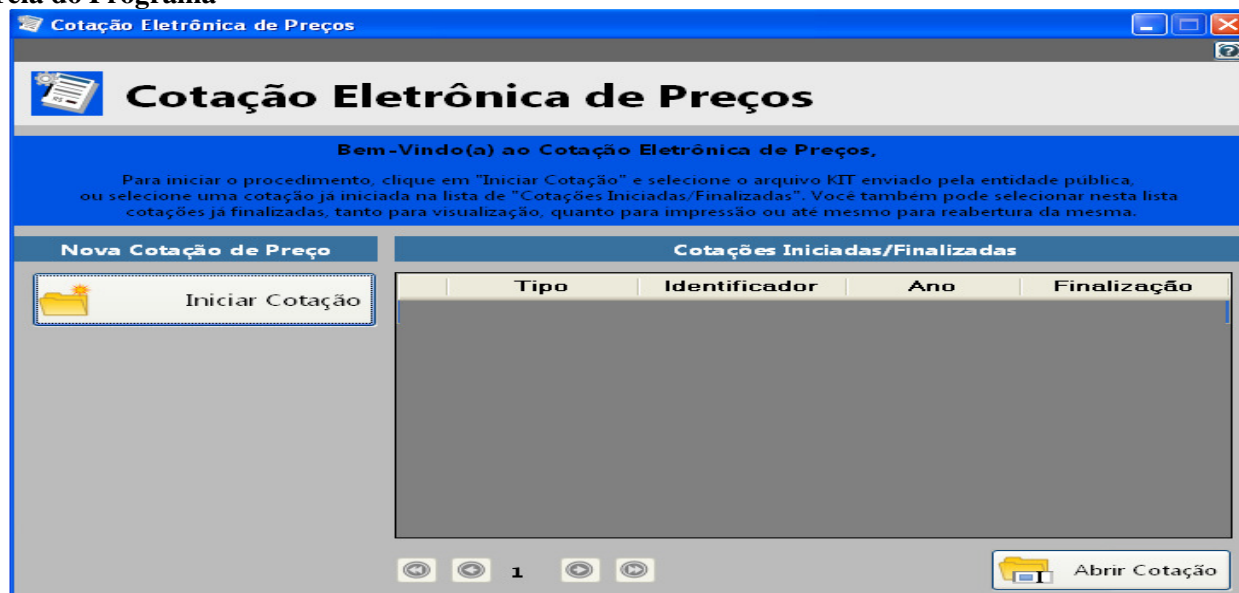 do Programa
Cotação Eletrônica de Preços
Cotação Eletrônica de Preços
Bem-Vindo(a) ao Cotação Eletrônica de Preços,
Para iniciar o procedimento, clique em "Iniciar Cotação" e selecione o arquivo KIT enviado pela entidade pública,
ou selecione uma cotação já iniciada na lista de "Cotações Iniciadas/Finalizadas". Você também pode selecionar nesta lista
cotações já finalizadas, tanto para visualização, quanto para impressão ou até mesmo para reabertura da mesma.
Nova Cotação de Preço
Cotações Iniciadas/Finalizadas
Iniciar Cotação
Tipo Identificador Ano Finalização
1
Abrir Cotação